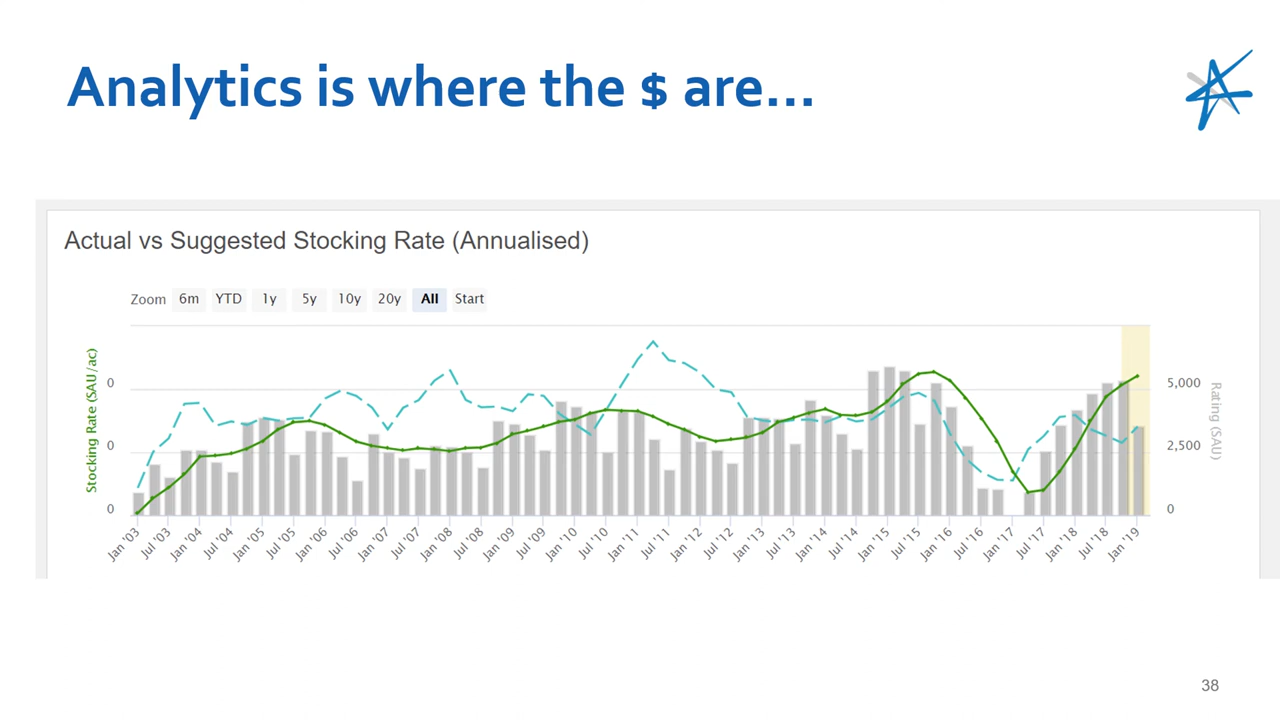 Analytics is where the $ are...
Actual vs Suggested Stocking Rate (Annualised)
Zoom 6m YTD 1y 5y 10y 20y All Start
Stocking Rate (SAU/ac)
0
0
0
5,000
2,500
0
Rating (SAU)
Jan '03 Jul '03 Jan '04 Jul '04 Jan '05 Jul '05 Jan '06 Jul '06 Jan '07 Jul '07 Jan '08 Jul '08 Jan '09 Jul '09 Jan '10 Jul '10 Jan '11 Jul '11 Jan '12 Jul '12 Jan '13 Jul '13 Jan '14 Jul '14 Jan '15 Jul '15 Jan '16 Jul '16 Jan '17 Jul '17 Jan '18 Jul '18 Jan '19
38